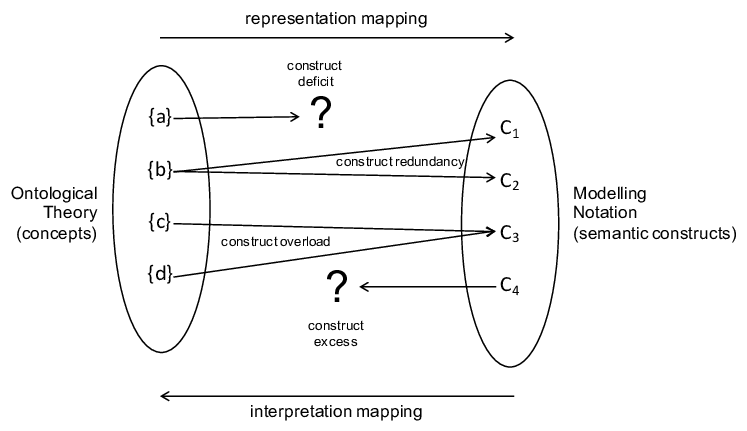 representation mapping
construct
deficit
{a}
?
C1
{b}
construct redundancy
C2
Ontological
Theory
(concepts)
Modelling
Notation
(semantic constructs)
{c}
construct overload
C3
{d}
?
C4
construct
excess
interpretation mapping